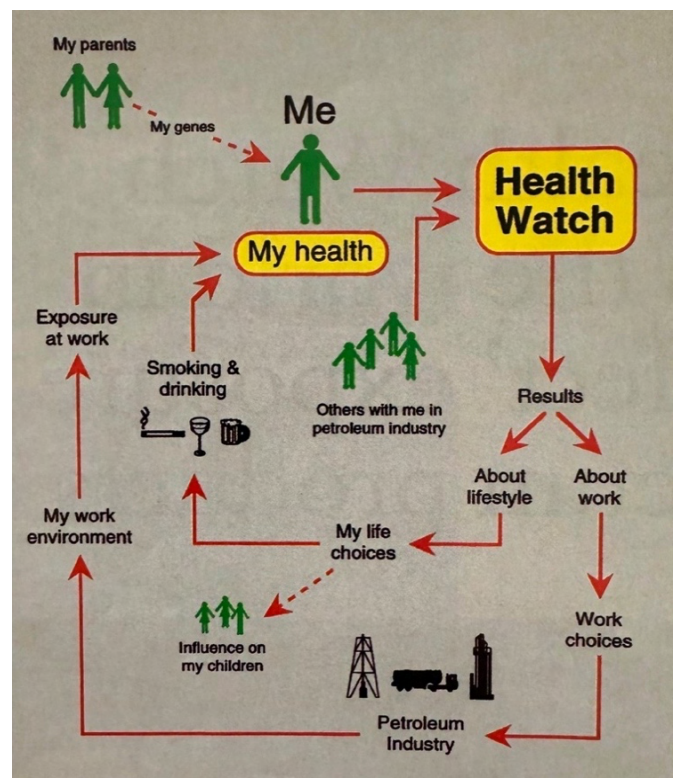 My parents
My genes
Me
My health
Health
Watch
Exposure
at work
Smoking &
drinking
Others with me in
petroleum industry
Results
About
lifestyle
About
work
My work
environment
My life
choices
Influence on
my children
Work
choices
Petroleum
Industry